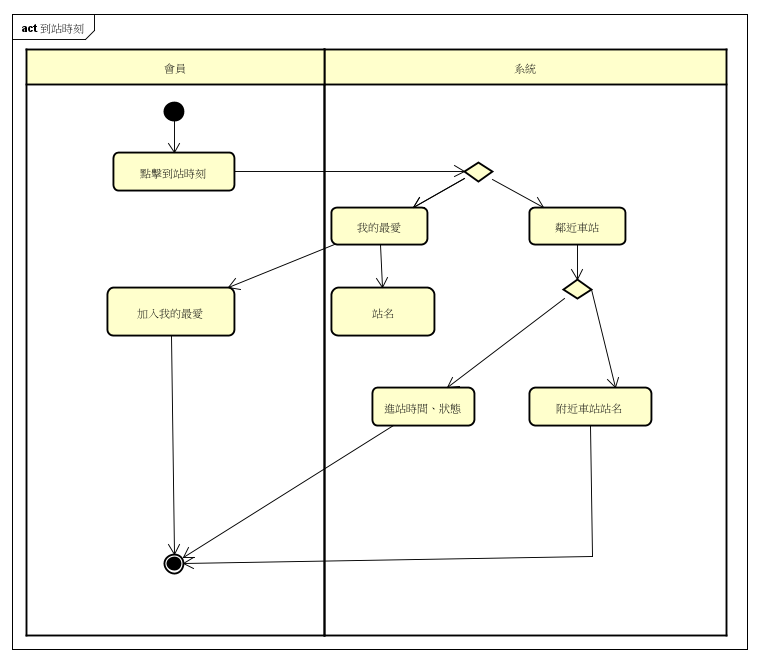 act 到站時刻
會員
系統
點擊到站時刻
我的最愛
鄰近車站
加入我的最愛
站名
進站時間、狀態
附近車站站名